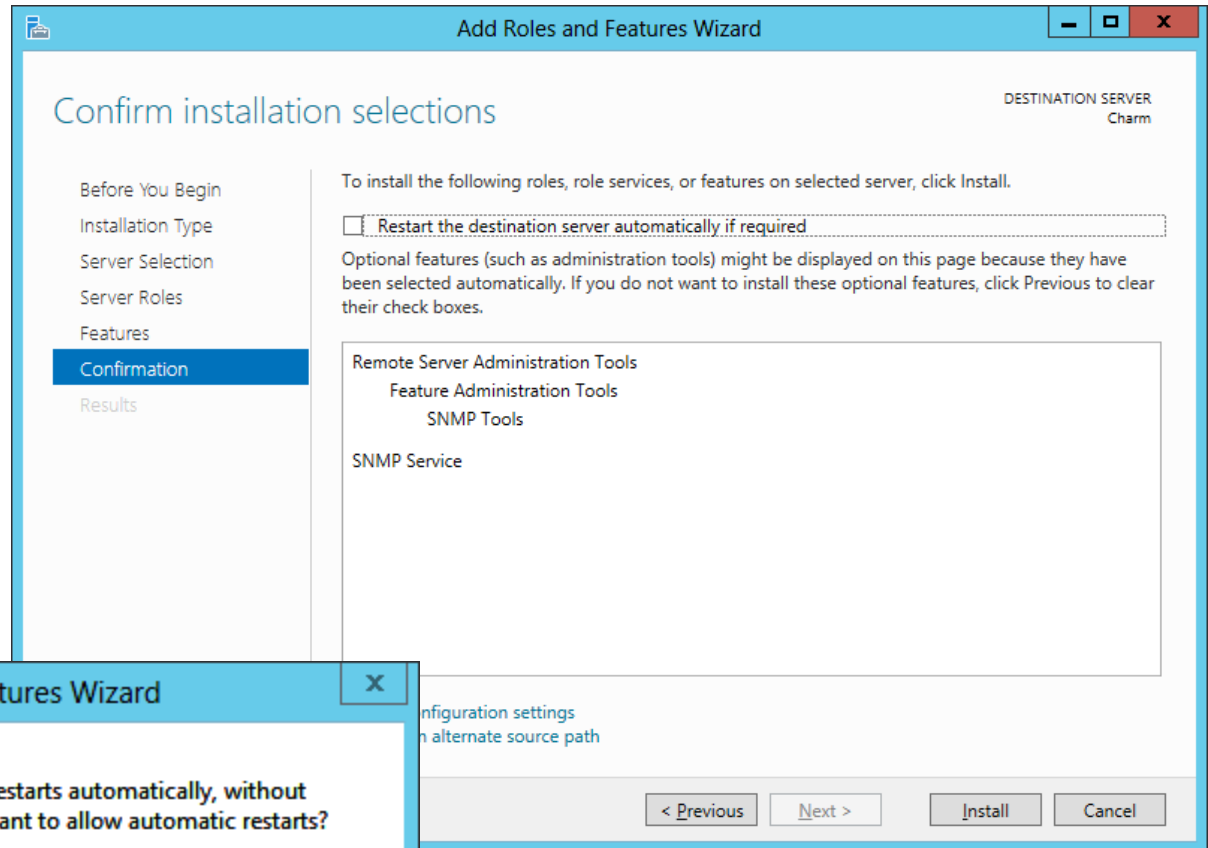 Add Roles and Features Wizard
Confirm installation selections
DESTINATION SERVER
Charm
Before You Begin
Installation Type
Server Selection
Server Roles
Features
Confirmation
Results
To install the following roles, role services, or features on selected server, click Install.
Restart the destination server automatically if required
Optional features (such as administration tools) might be displayed on this page because they have
been selected automatically. If you do not want to install these optional features, click Previous to clear
their check boxes.
Remote Server Administration Tools
Feature Administration Tools
SNMP Tools
SNMP Service
configuration settings
alternate source path
< Previous
Next >
Install
Cancel
Wizard
automatically, without
to allow automatic restarts?